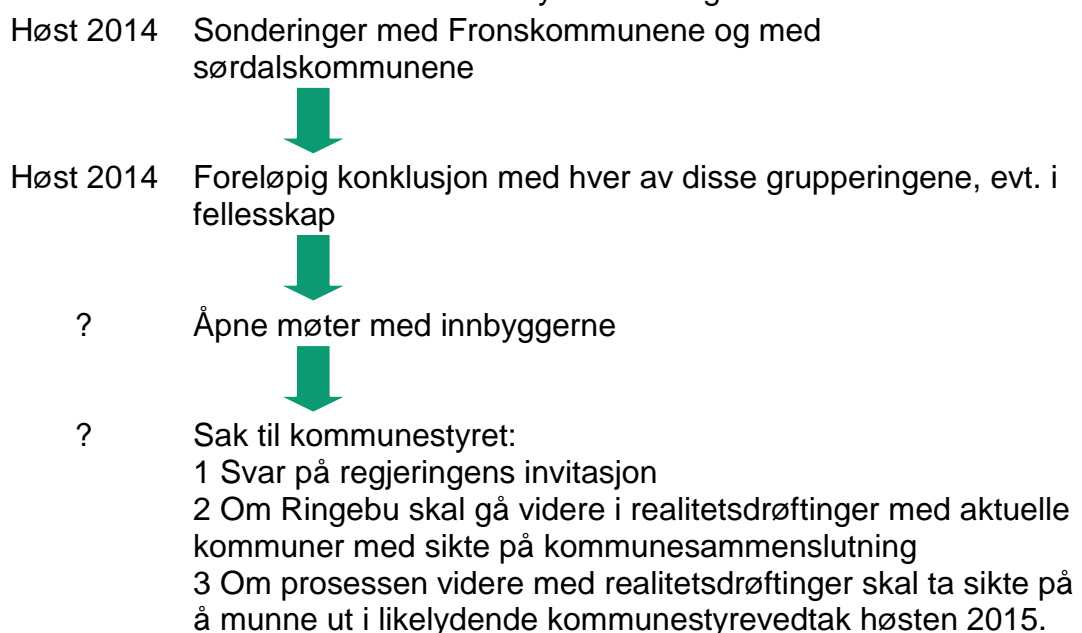 Høst 2014 Sonderinger med Fronskommunene og med
sørdalskommunene
Høst 2014 Foreløpig konklusjon med hver av disse grupperingene, evt. i
fellesskap
? Åpne møter med innbyggerne
? Sak til kommunestyret:
1 Svar på regjeringens invitasjon
2 Om Ringebu skal gå videre i realitetsdrøftinger med aktuelle
kommuner med sikte på kommunesammenslutning
3 Om prosessen videre med realitetsdrøftinger skal ta sikte på
å munne ut i likelydende kommunestyrevedtak høsten 2015.